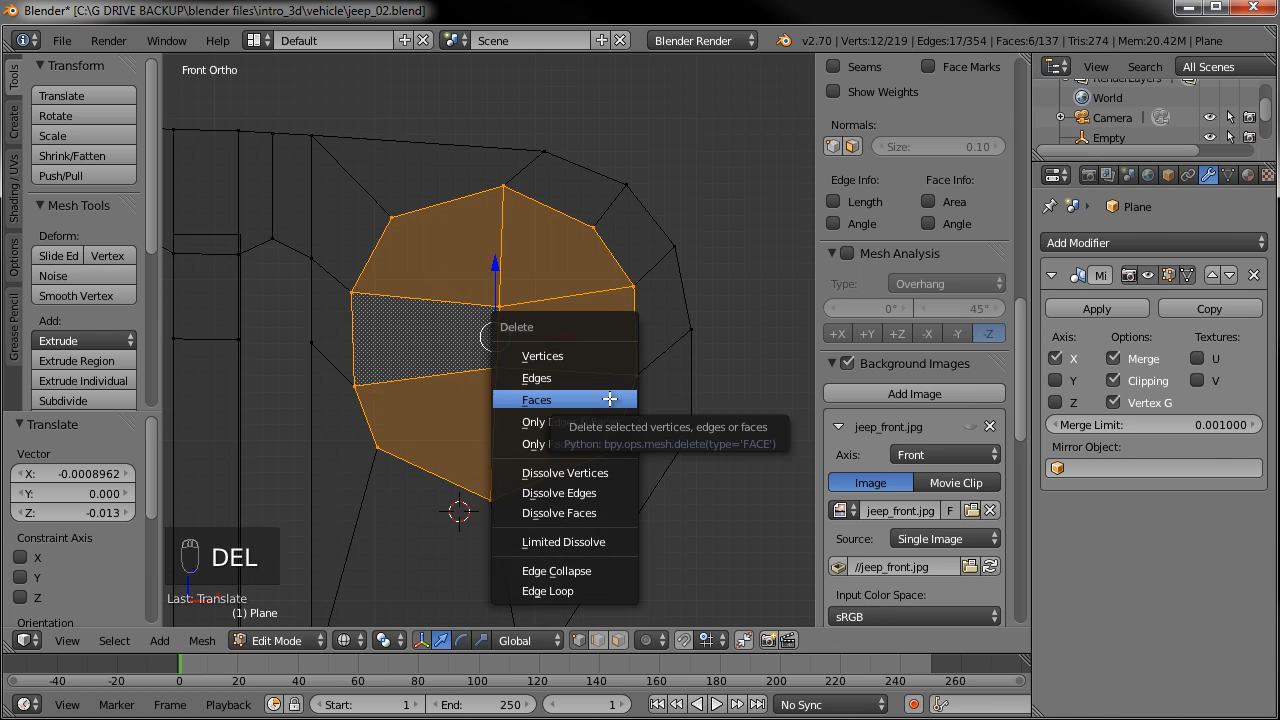 Blender* [C:\G DRIVE BACKUP\blender files\intro_3d\vehicle\jeep_02.blend]
File Render Window Help Default Scene Blender Render v2.70 | Verts:12/219 | Edges:17/354 | Faces:6/137 | Tris:274 | Mem:20.42M | Plane
Tools
Create
Shading / UVs
Options
Grease Pencil
Transform
Translate
Rotate
Scale
Shrink/Fatten
Push/Pull
Mesh Tools
Deform:
Slide Ed Vertex
Noise
Smooth Vertex
Add:
Extrude
Extrude Region
Extrude Individual
Subdivide
Translate
Vector
X: -0.0008962
Y: 0.000
Z: -0.013
Constraint Axis
X
Y
Z
Orientation
Front Ortho
Delete
Vertices
Edges
Faces
Only
Only
Delete selected vertices, edges or faces
Python: bpy.ops.mesh.delete(type='FACE')
Dissolve Vertices
Dissolve Edges
Dissolve Faces
Limited Dissolve
Edge Collapse
Edge Loop
DEL
Last: Translate
(1) Plane
Seams Face Marks
Show Weights
Normals:
Size: 0.10
Edge Info: Face Info:
Length Area
Angle Angle
Mesh Analysis
Type: Overhang
0° 45°
+X +Y +Z -X -Y -Z
Background Images
Add Image
jeep_front.jpg
Axis: Front
Image Movie Clip
jeep_front.jpg F
Source: Single Image
//jeep_front.jpg
Input Color Space:
sRGB
View Search All Scenes
RenderLayers
World
Camera
Empty
Plane
Add Modifier
Mi
Apply Copy
Axis: Options: Textures:
X Merge U
Y Clipping V
Z Vertex G
Merge Limit: 0.001000
Mirror Object:
View Select Add Mesh Edit Mode Global
-40 -20 0 20 40 60 80 100 120 140 160 180 200 220 240 260
View Marker Frame Playback Start: 1 End: 250 1 No Sync